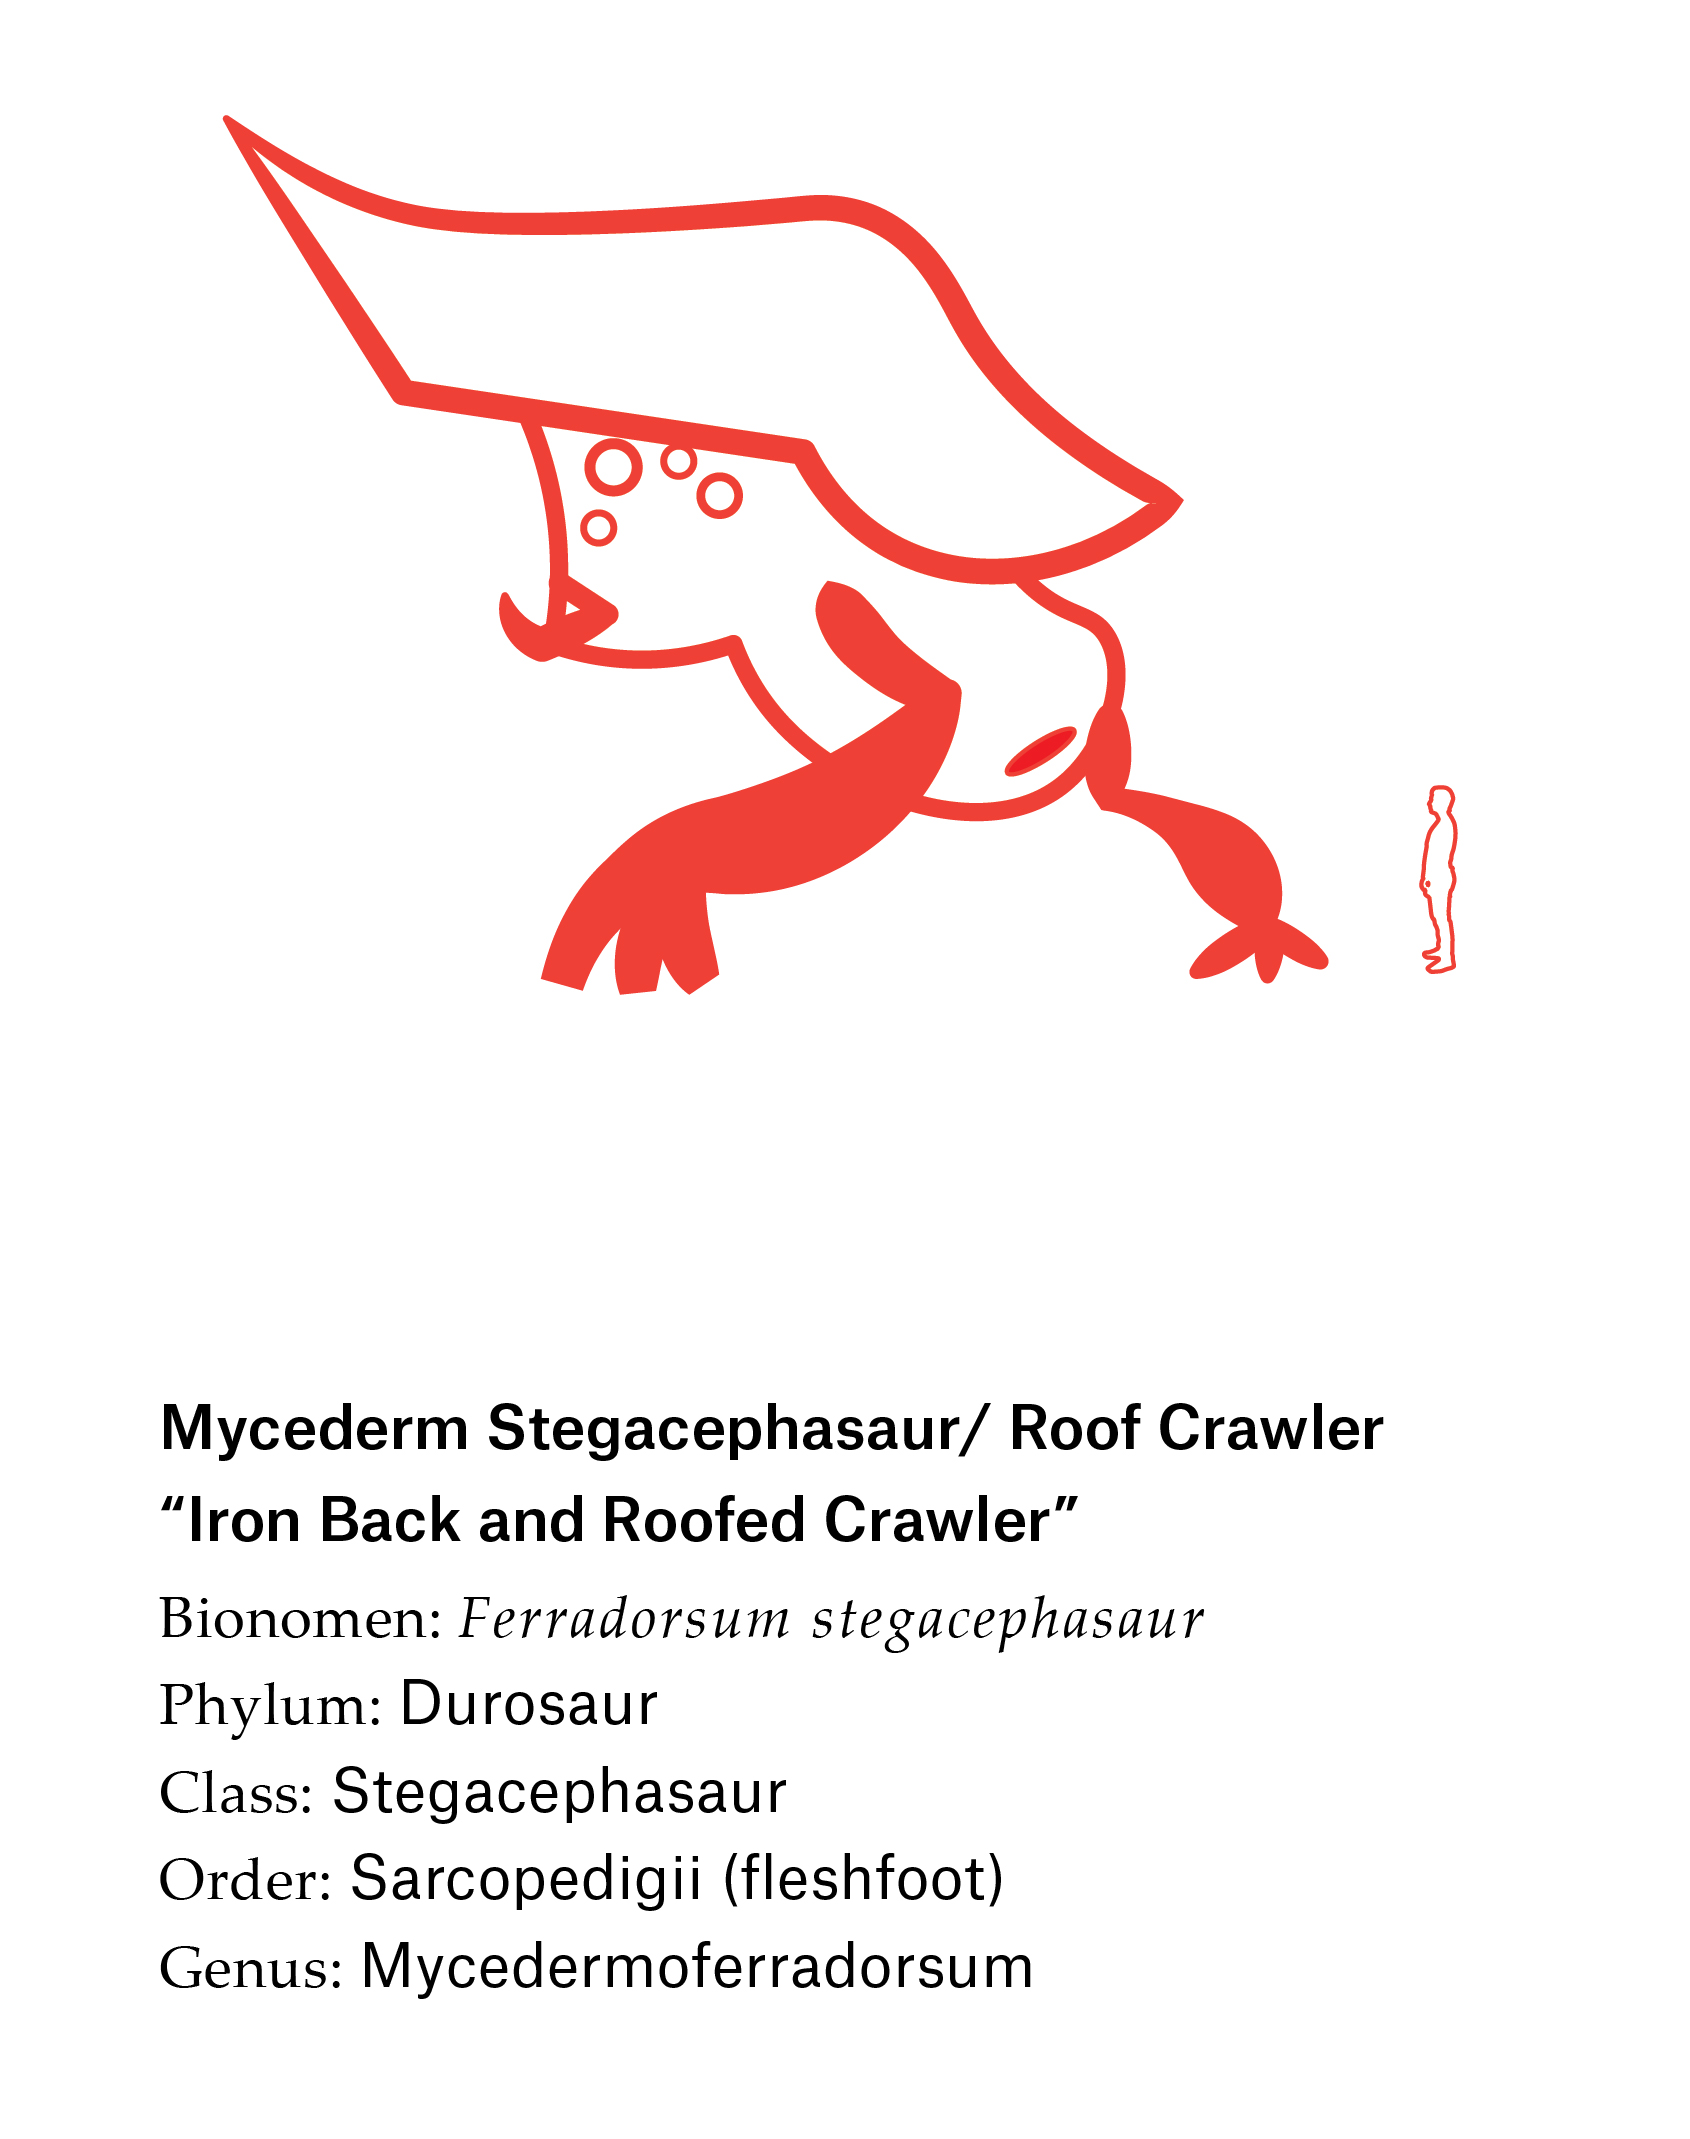 Mycederm Stegacephasaur/ Roof Crawler
“Iron Back and Roofed Crawler”
Bionomen: Ferradorsum stegacephasaur
Phylum: Durosaur
Class: Stegacephasaur
Order: Sarcopedigii (fleshfoot)
Genus: Mycedermoferradorsum